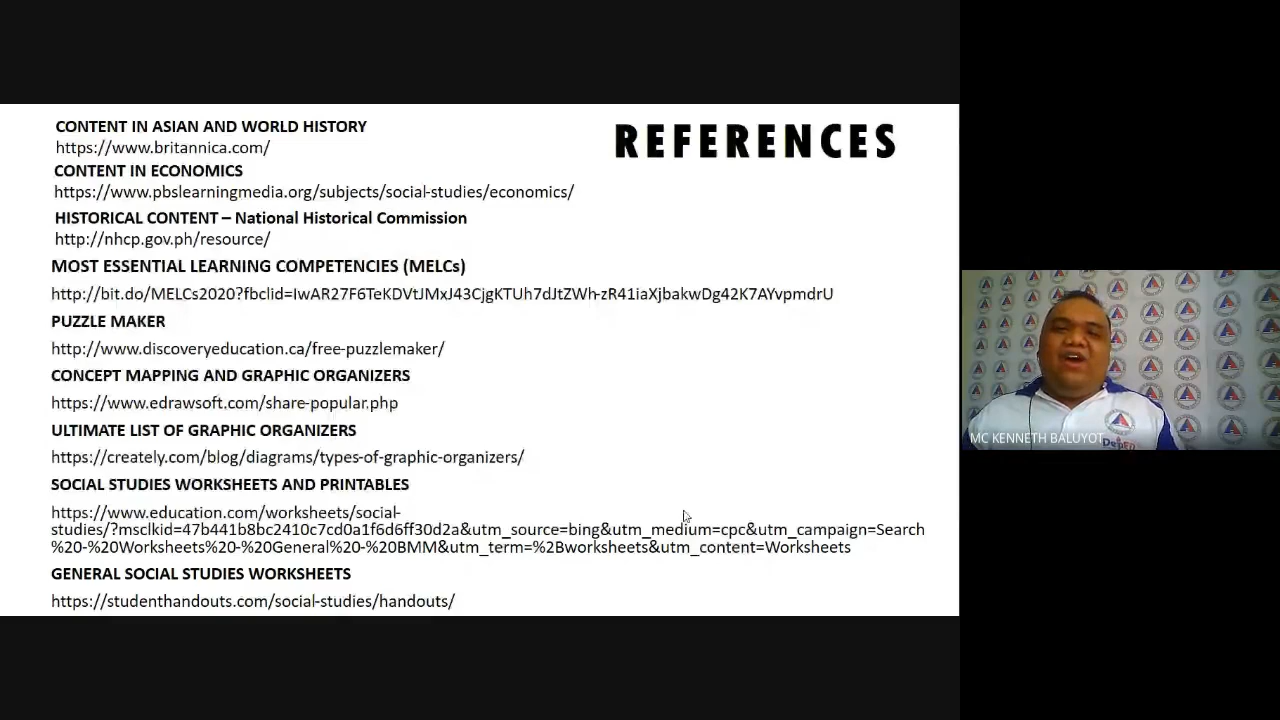 REFERENCES
CONTENT IN ASIAN AND WORLD HISTORY
https://www.britannica.com/
CONTENT IN ECONOMICS
https://www.pbslearningmedia.org/subjects/social-studies/economics/
HISTORICAL CONTENT – National Historical Commission
http://nhcp.gov.ph/resource/
MOST ESSENTIAL LEARNING COMPETENCIES (MELCs)
http://bit.do/MELCs2020?fbclid=IwAR27F6TeKDVtJMxJ43CjgKTUh7dJtZWh-zR41iaXjbakwDg42K7AYvpmdrU
PUZZLE MAKER
http://www.discoveryeducation.ca/free-puzzlemaker/
CONCEPT MAPPING AND GRAPHIC ORGANIZERS
https://www.edrawsoft.com/share-popular.php
ULTIMATE LIST OF GRAPHIC ORGANIZERS
https://creately.com/blog/diagrams/types-of-graphic-organizers/
SOCIAL STUDIES WORKSHEETS AND PRINTABLES
https://www.education.com/worksheets/social-
studies/?msclkid=47b441b8bc2410c7cd0a1f6d6ff30d2a&utm_source=bing&utm_medium=cpc&utm_campaign=Search
%20-%20Worksheets%20-%20General%20-%20BMM&utm_term=%2Bworksheets&utm_content=Worksheets
GENERAL SOCIAL STUDIES WORKSHEETS
https://studenthandouts.com/social-studies/handouts/
MC KENNETH BALUYOT
DepEd